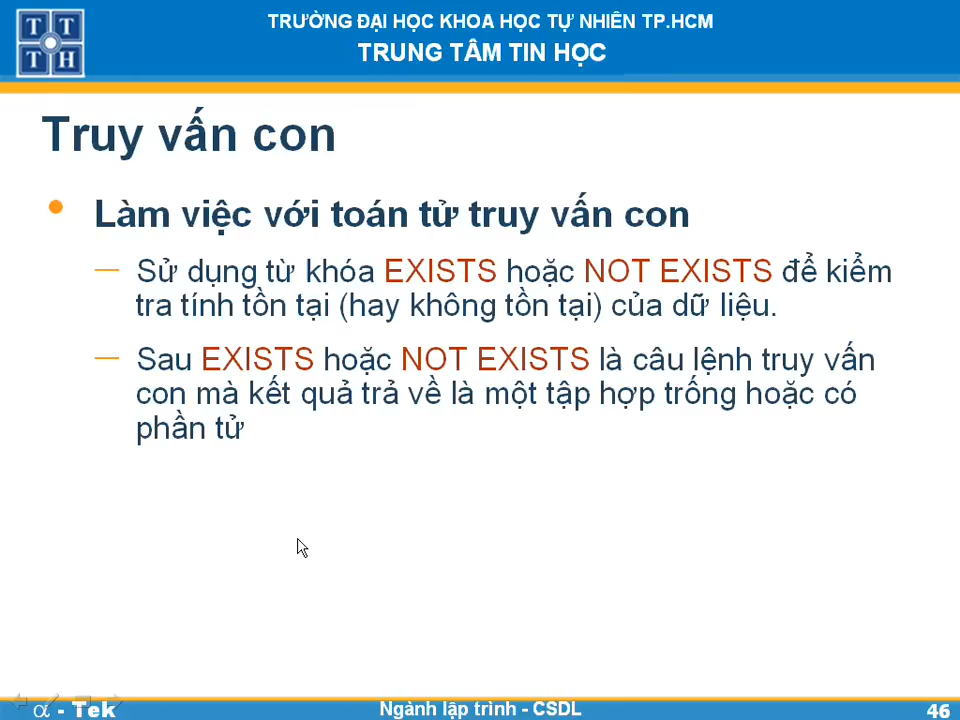 TRƯỜNG ĐẠI HỌC KHOA HỌC TỰ NHIÊN TP.HCM
TRUNG TÂM TIN HỌC
T T
T H
Truy vấn con
Làm việc với toán tử truy vấn con
Sử dụng từ khóa EXISTS hoặc NOT EXISTS để kiểm
tra tính tồn tại (hay không tồn tại) của dữ liệu.
Sau EXISTS hoặc NOT EXISTS là câu lệnh truy vấn
con mà kết quả trả về là một tập hợp trống hoặc có
phần tử
α - Tek
Ngành lập trình - CSDL
46